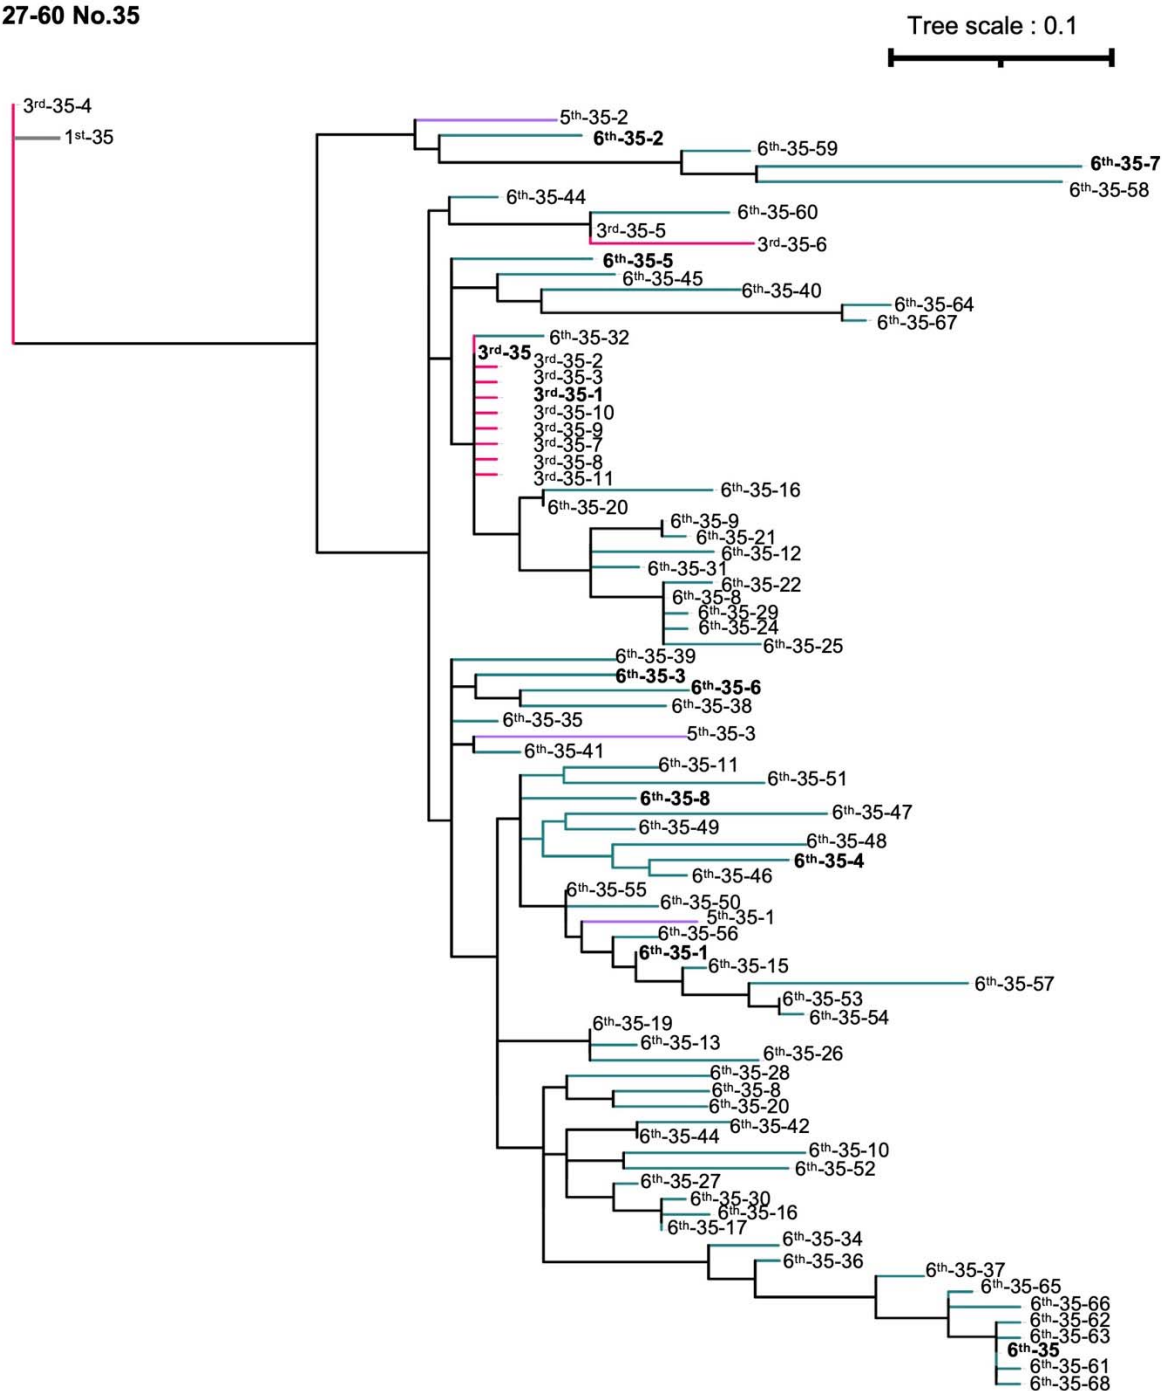 27-60 No.35
Tree scale : 0.1
3rd-35-4
1st-35
5th-35-2
6th-35-2
6th-35-59
6th-35-7
6th-35-58
6th-35-44
6th-35-60
3rd-35-5
3rd-35-6
6th-35-5
6th-35-45
6th-35-40
6th-35-64
6th-35-67
6th-35-32
3rd-35
3rd-35-2
3rd-35-3
3rd-35-1
3rd-35-10
3rd-35-9
3rd-35-7
3rd-35-8
3rd-35-11
6th-35-16
6th-35-20
6th-35-9
6th-35-21
6th-35-12
6th-35-31
6th-35-22
6th-35-8
6th-35-29
6th-35-24
6th-35-25
6th-35-39
6th-35-3
6th-35-6
6th-35-38
6th-35-35
5th-35-3
6th-35-41
6th-35-11
6th-35-51
6th-35-8
6th-35-47
6th-35-49
6th-35-48
6th-35-4
6th-35-46
6th-35-55
6th-35-50
5th-35-1
6th-35-56
6th-35-1
6th-35-15
6th-35-57
6th-35-53
6th-35-54
6th-35-19
6th-35-13
6th-35-26
6th-35-28
6th-35-8
6th-35-20
6th-35-42
6th-35-44
6th-35-10
6th-35-52
6th-35-27
6th-35-30
6th-35-16
6th-35-17
6th-35-34
6th-35-36
6th-35-37
6th-35-65
6th-35-66
6th-35-62
6th-35-63
6th-35
6th-35-61
6th-35-68